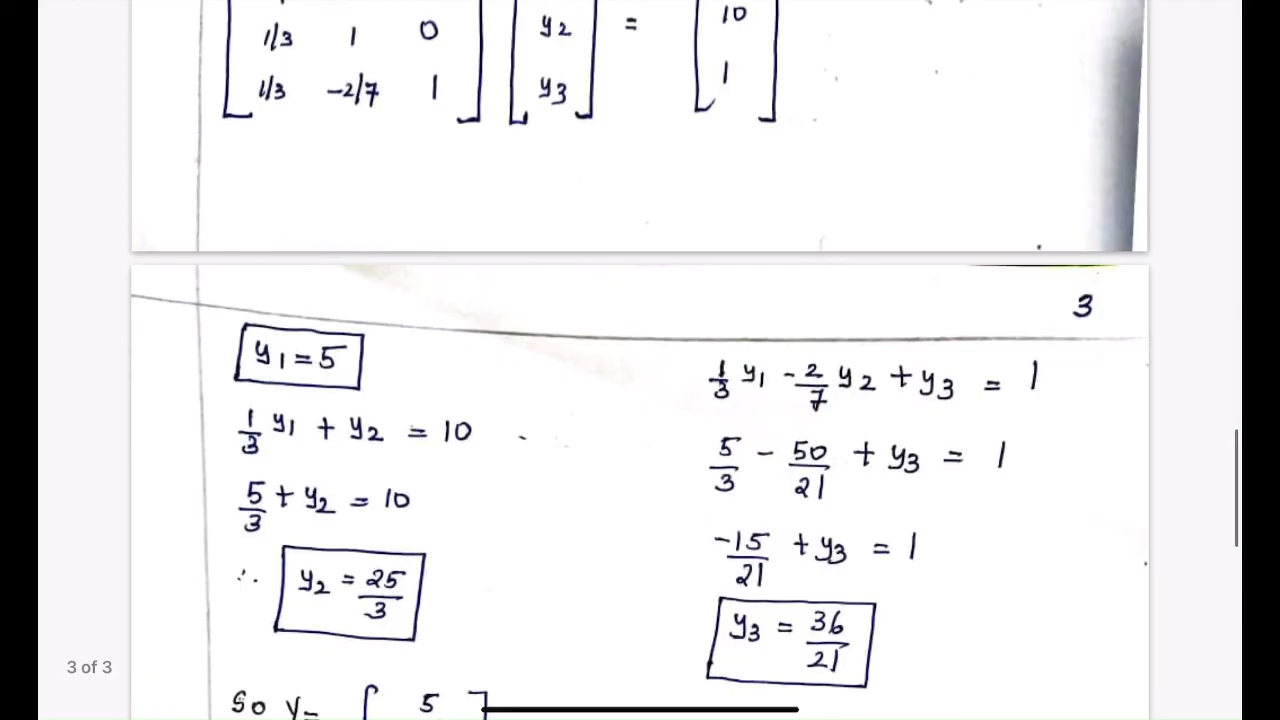 1/3 1 0 y2 = 10
1/3 -2/7 1 y3 1
3
y1 = 5
1/3 y1 + y2 = 10
5/3 + y2 = 10
∴ y2 = 25/3
1/3 y1 - 2/7 y2 + y3 = 1
5/3 - 50/21 + y3 = 1
-15/21 + y3 = 1
y3 = 36/21
3 of 3
So y= [ 5 ]